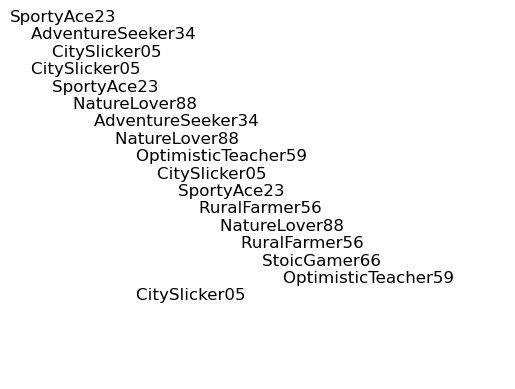 SportyAce23
AdventureSeeker34
CitySlicker05
CitySlicker05
SportyAce23
NatureLover88
AdventureSeeker34
NatureLover88
OptimisticTeacher59
CitySlicker05
SportyAce23
RuralFarmer56
NatureLover88
RuralFarmer56
StoicGamer66
OptimisticTeacher59
CitySlicker05